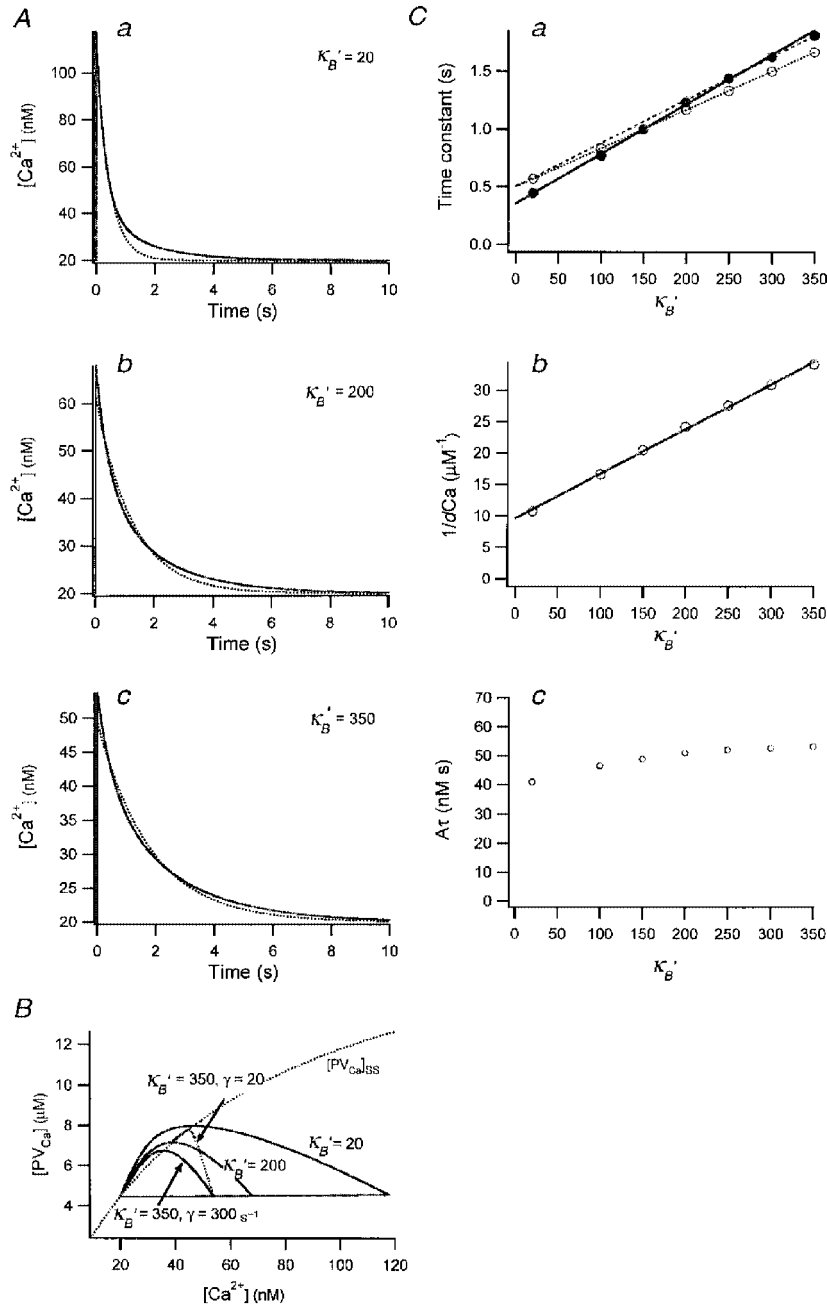 A
a
κB' = 20
[Ca2+] (nM)
100
80
60
40
20
0 2 4 6 8 10
Time (s)
b
κB' = 200
[Ca2+] (nM)
60
50
40
30
20
0 2 4 6 8 10
Time (s)
c
κB' = 350
[Ca2+] (nM)
50
45
40
35
30
25
20
0 2 4 6 8 10
Time (s)
B
[PVCa] (μM)
12
10
8
6
4
[PVCa]SS
κB' = 350, γ = 20
κB' = 20
κB' = 200
κB' = 350, γ = 300 s−1
20 40 60 80 100 120
[Ca2+] (nM)
C
a
Time constant (s)
1.5
1.0
0.5
0.0
0 50 100 150 200 250 300 350
κB'
b
1/dCa (μM−1)
30
25
20
15
10
5
0
0 50 100 150 200 250 300 350
κB'
c
Aτ (nM s)
70
60
50
40
30
20
10
0
0 50 100 150 200 250 300 350
κB'